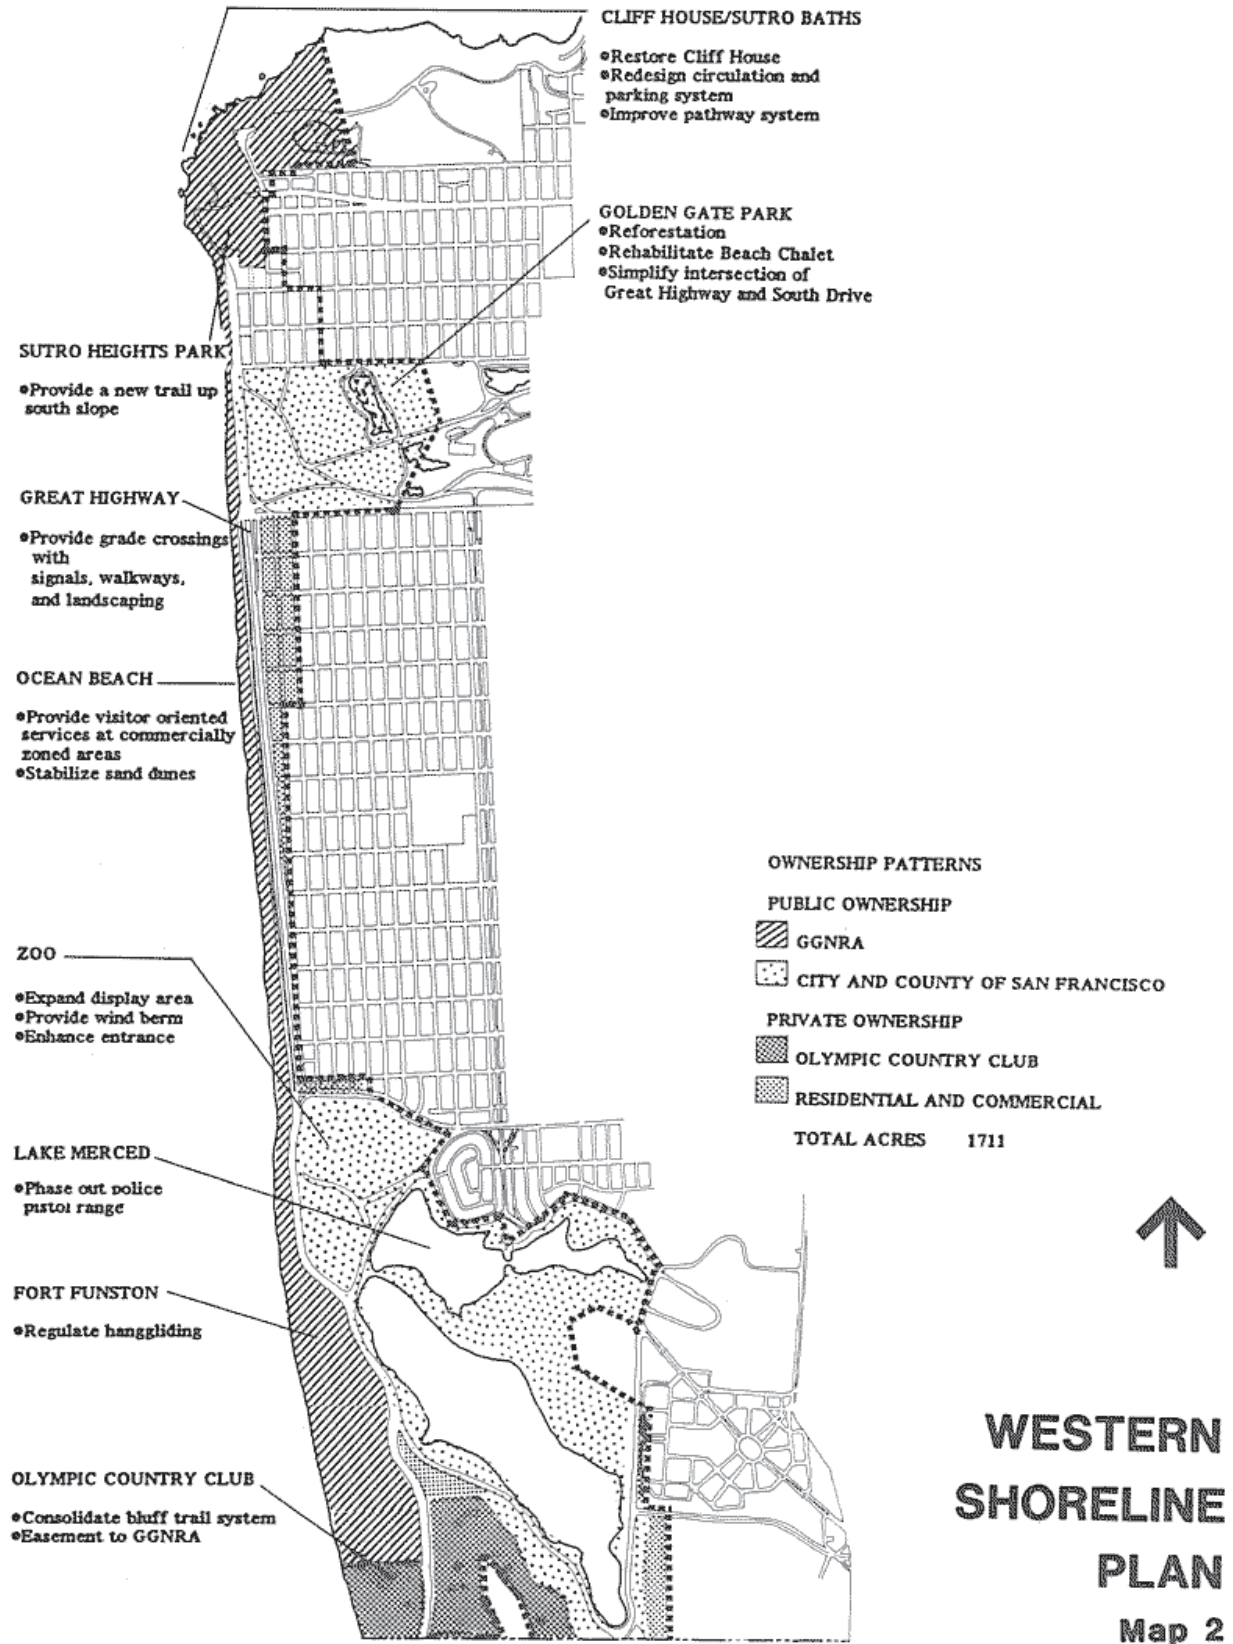 CLIFF HOUSE/SUTRO BATHS
•Restore Cliff House
•Redesign circulation and
parking system
•Improve pathway system
GOLDEN GATE PARK
•Reforestation
•Rehabilitate Beach Chalet
•Simplify intersection of
Great Highway and South Drive
SUTRO HEIGHTS PARK
•Provide a new trail up
south slope
GREAT HIGHWAY
•Provide grade crossings
with
signals, walkways,
and landscaping
OCEAN BEACH
•Provide visitor oriented
services at commercially
zoned areas
•Stabilize sand dunes
ZOO
•Expand display area
•Provide wind berm
•Enhance entrance
LAKE MERCED
•Phase out police
pistol range
FORT FUNSTON
•Regulate hanggliding
OLYMPIC COUNTRY CLUB
•Consolidate bluff trail system
•Easement to GGNRA
OWNERSHIP PATTERNS
PUBLIC OWNERSHIP
GGNRA
CITY AND COUNTY OF SAN FRANCISCO
PRIVATE OWNERSHIP
OLYMPIC COUNTRY CLUB
RESIDENTIAL AND COMMERCIAL
TOTAL ACRES 1711
WESTERN
SHORELINE
PLAN
Map 2